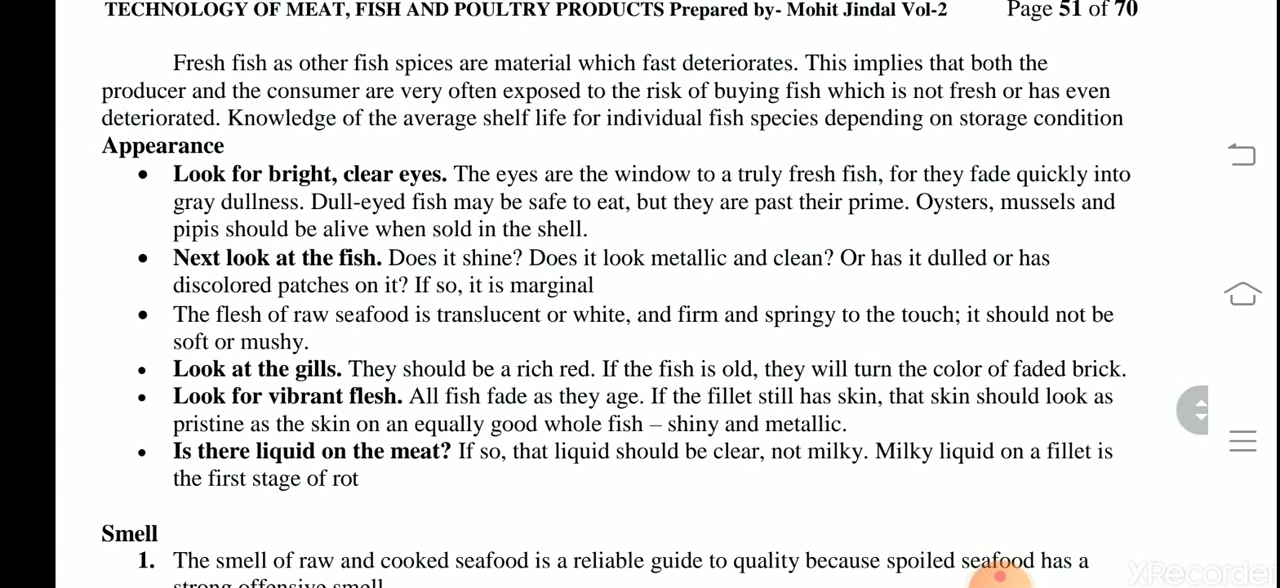 TECHNOLOGY OF MEAT, FISH AND POULTRY PRODUCTS Prepared by- Mohit Jindal Vol-2 Page 51 of 70
Fresh fish as other fish spices are material which fast deteriorates. This implies that both the
producer and the consumer are very often exposed to the risk of buying fish which is not fresh or has even
deteriorated. Knowledge of the average shelf life for individual fish species depending on storage condition
Appearance
• Look for bright, clear eyes. The eyes are the window to a truly fresh fish, for they fade quickly into
gray dullness. Dull-eyed fish may be safe to eat, but they are past their prime. Oysters, mussels and
pipis should be alive when sold in the shell.
• Next look at the fish. Does it shine? Does it look metallic and clean? Or has it dulled or has
discolored patches on it? If so, it is marginal
• The flesh of raw seafood is translucent or white, and firm and springy to the touch; it should not be
soft or mushy.
• Look at the gills. They should be a rich red. If the fish is old, they will turn the color of faded brick.
• Look for vibrant flesh. All fish fade as they age. If the fillet still has skin, that skin should look as
pristine as the skin on an equally good whole fish – shiny and metallic.
• Is there liquid on the meat? If so, that liquid should be clear, not milky. Milky liquid on a fillet is
the first stage of rot
Smell
1. The smell of raw and cooked seafood is a reliable guide to quality because spoiled seafood has a
strong offensive smell
XRecorder